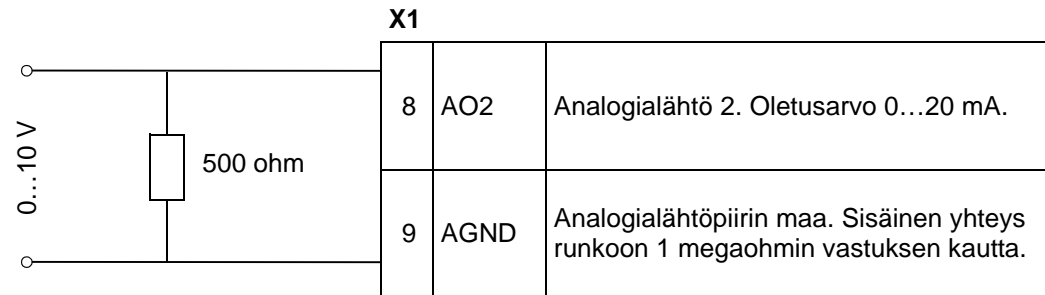 X1
0…10 V
500 ohm
8 AO2 Analogialähtö 2. Oletusarvo 0…20 mA.
9 AGND Analogialähtöpiirin maa. Sisäinen yhteys
runkoon 1 megaohmin vastuksen kautta.